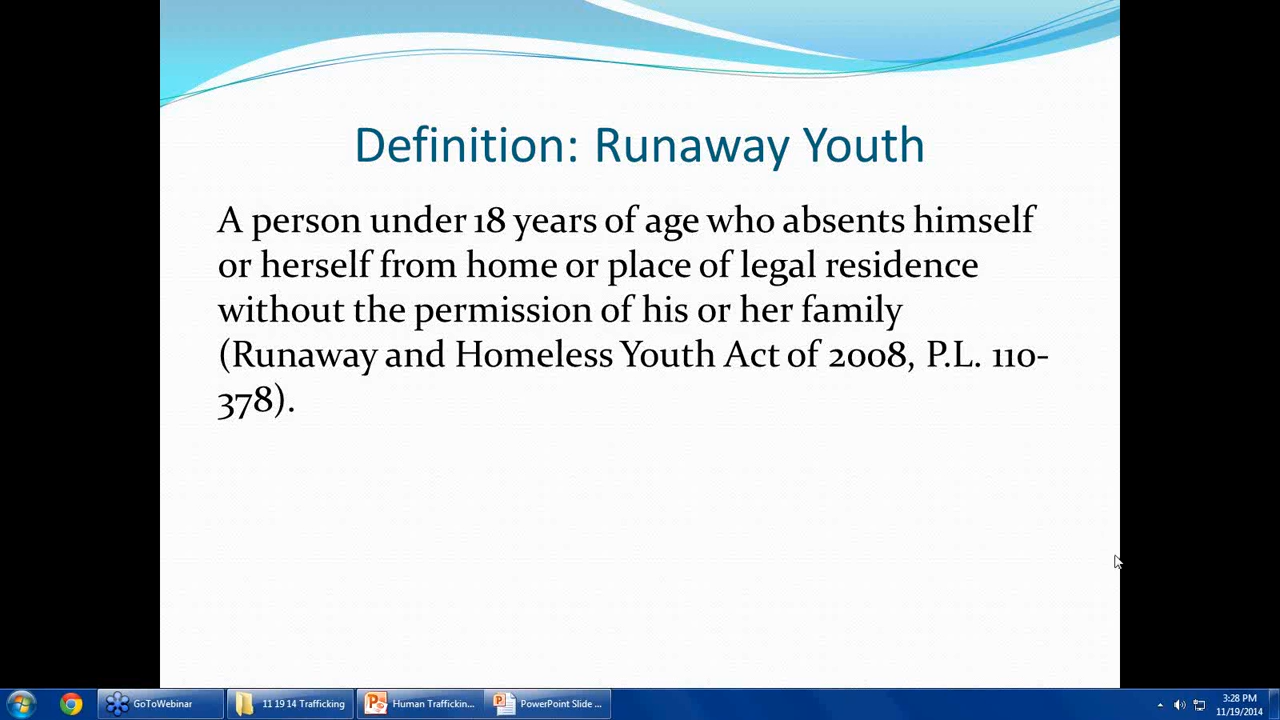 Definition: Runaway Youth
A person under 18 years of age who absents himself
or herself from home or place of legal residence
without the permission of his or her family
(Runaway and Homeless Youth Act of 2008, P.L. 110-
378).
GoToWebinar
11 19 14 Trafficking
Human Traffickin...
PowerPoint Slide ...
3:28 PM
11/19/2014